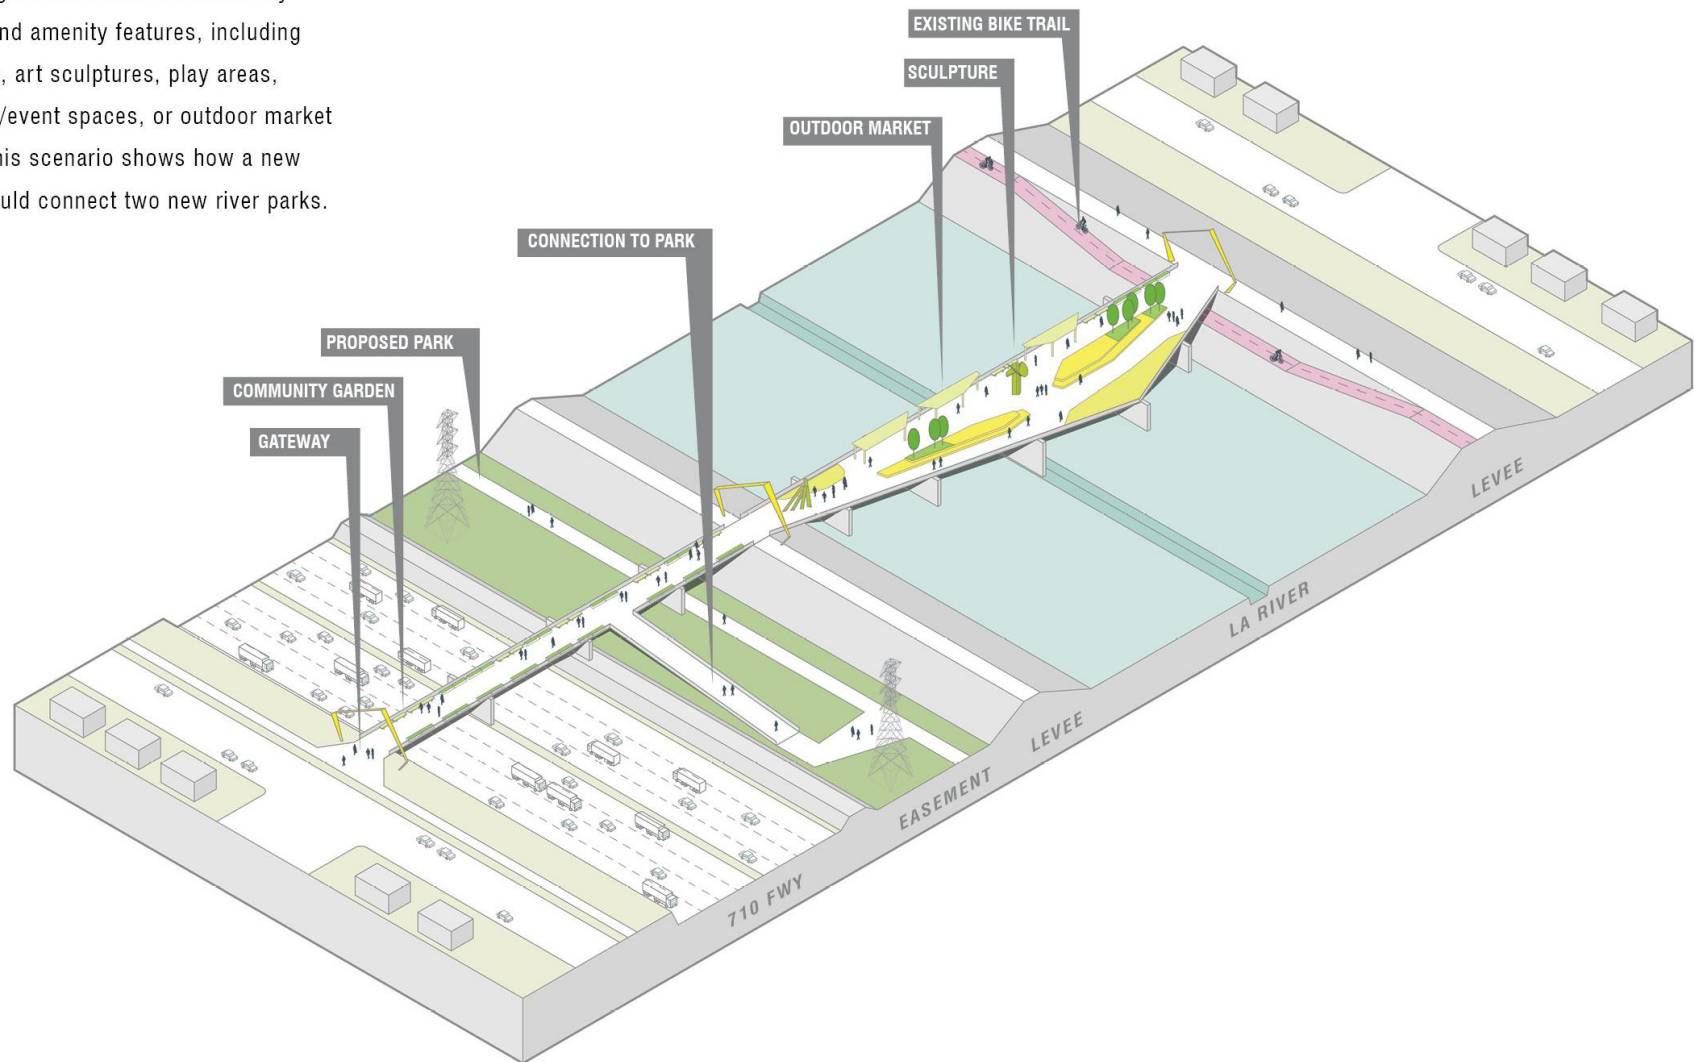 nd amenity features, including
, art sculptures, play areas,
/event spaces, or outdoor market
his scenario shows how a new
uld connect two new river parks.
EXISTING BIKE TRAIL
SCULPTURE
OUTDOOR MARKET
CONNECTION TO PARK
PROPOSED PARK
COMMUNITY GARDEN
GATEWAY
LEVEE
LA RIVER
LEVEE
EASEMENT
710 FWY